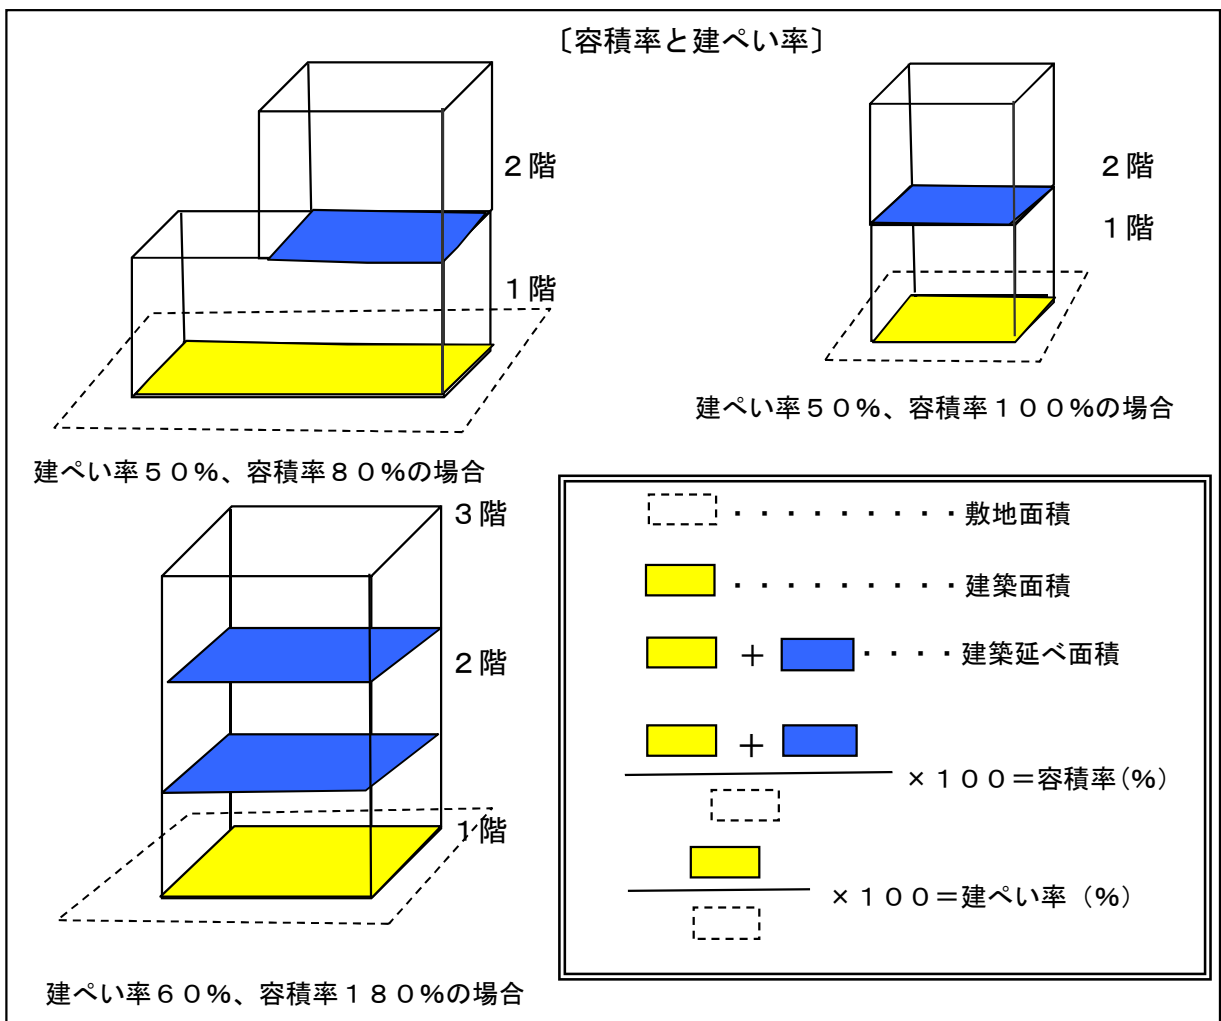 〔容積率と建ぺい率〕
２階
１階
建ぺい率５０％、容積率８０％の場合
２階
１階
建ぺい率５０％、容積率１００％の場合
３階
２階
１階
建ぺい率６０％、容積率１８０％の場合
・・・・・・・・・敷地面積
・・・・・・・・・建築面積
＋・・・・建築延べ面積
＋
×１００＝容積率（％）
×１００＝建ぺい率（％）